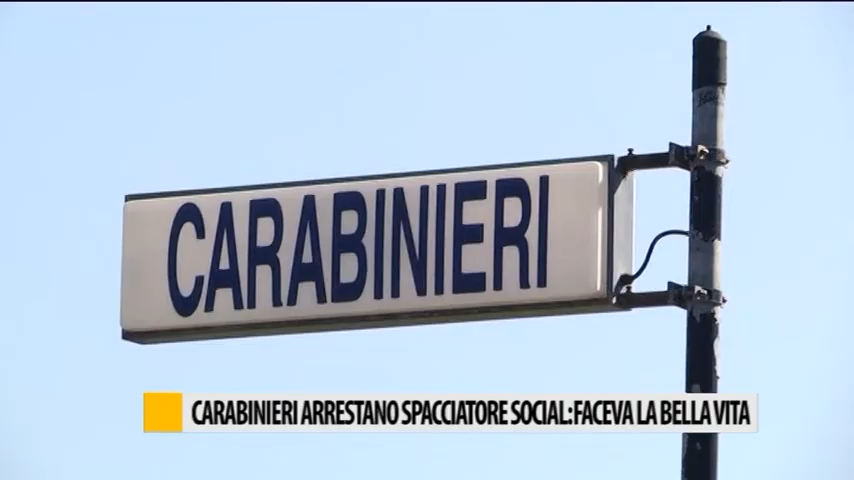 CARABINIERI
CARABINIERI ARRESTANO SPACCIATORE SOCIAL:FACEVA LA BELLA VITA